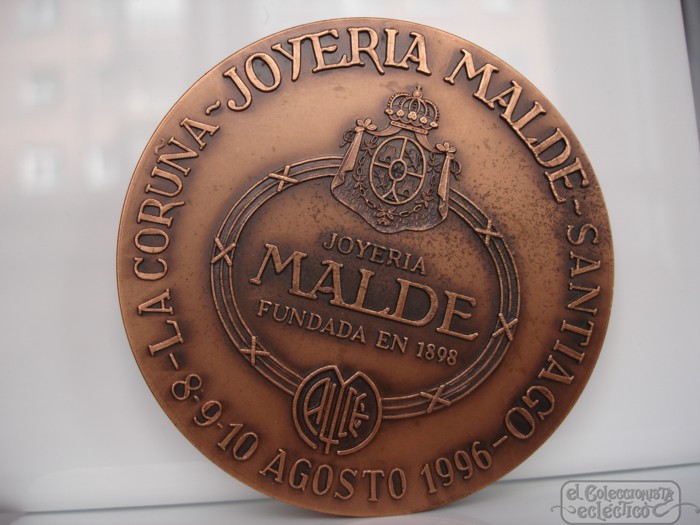 JOYERIA MALDE~SANTIAGO-8-9-10 AGOSTO 1996-LA CORUÑA~
JOYERIA
MALDE
FUNDADA EN 1898
el Coleccionista
ecléctico